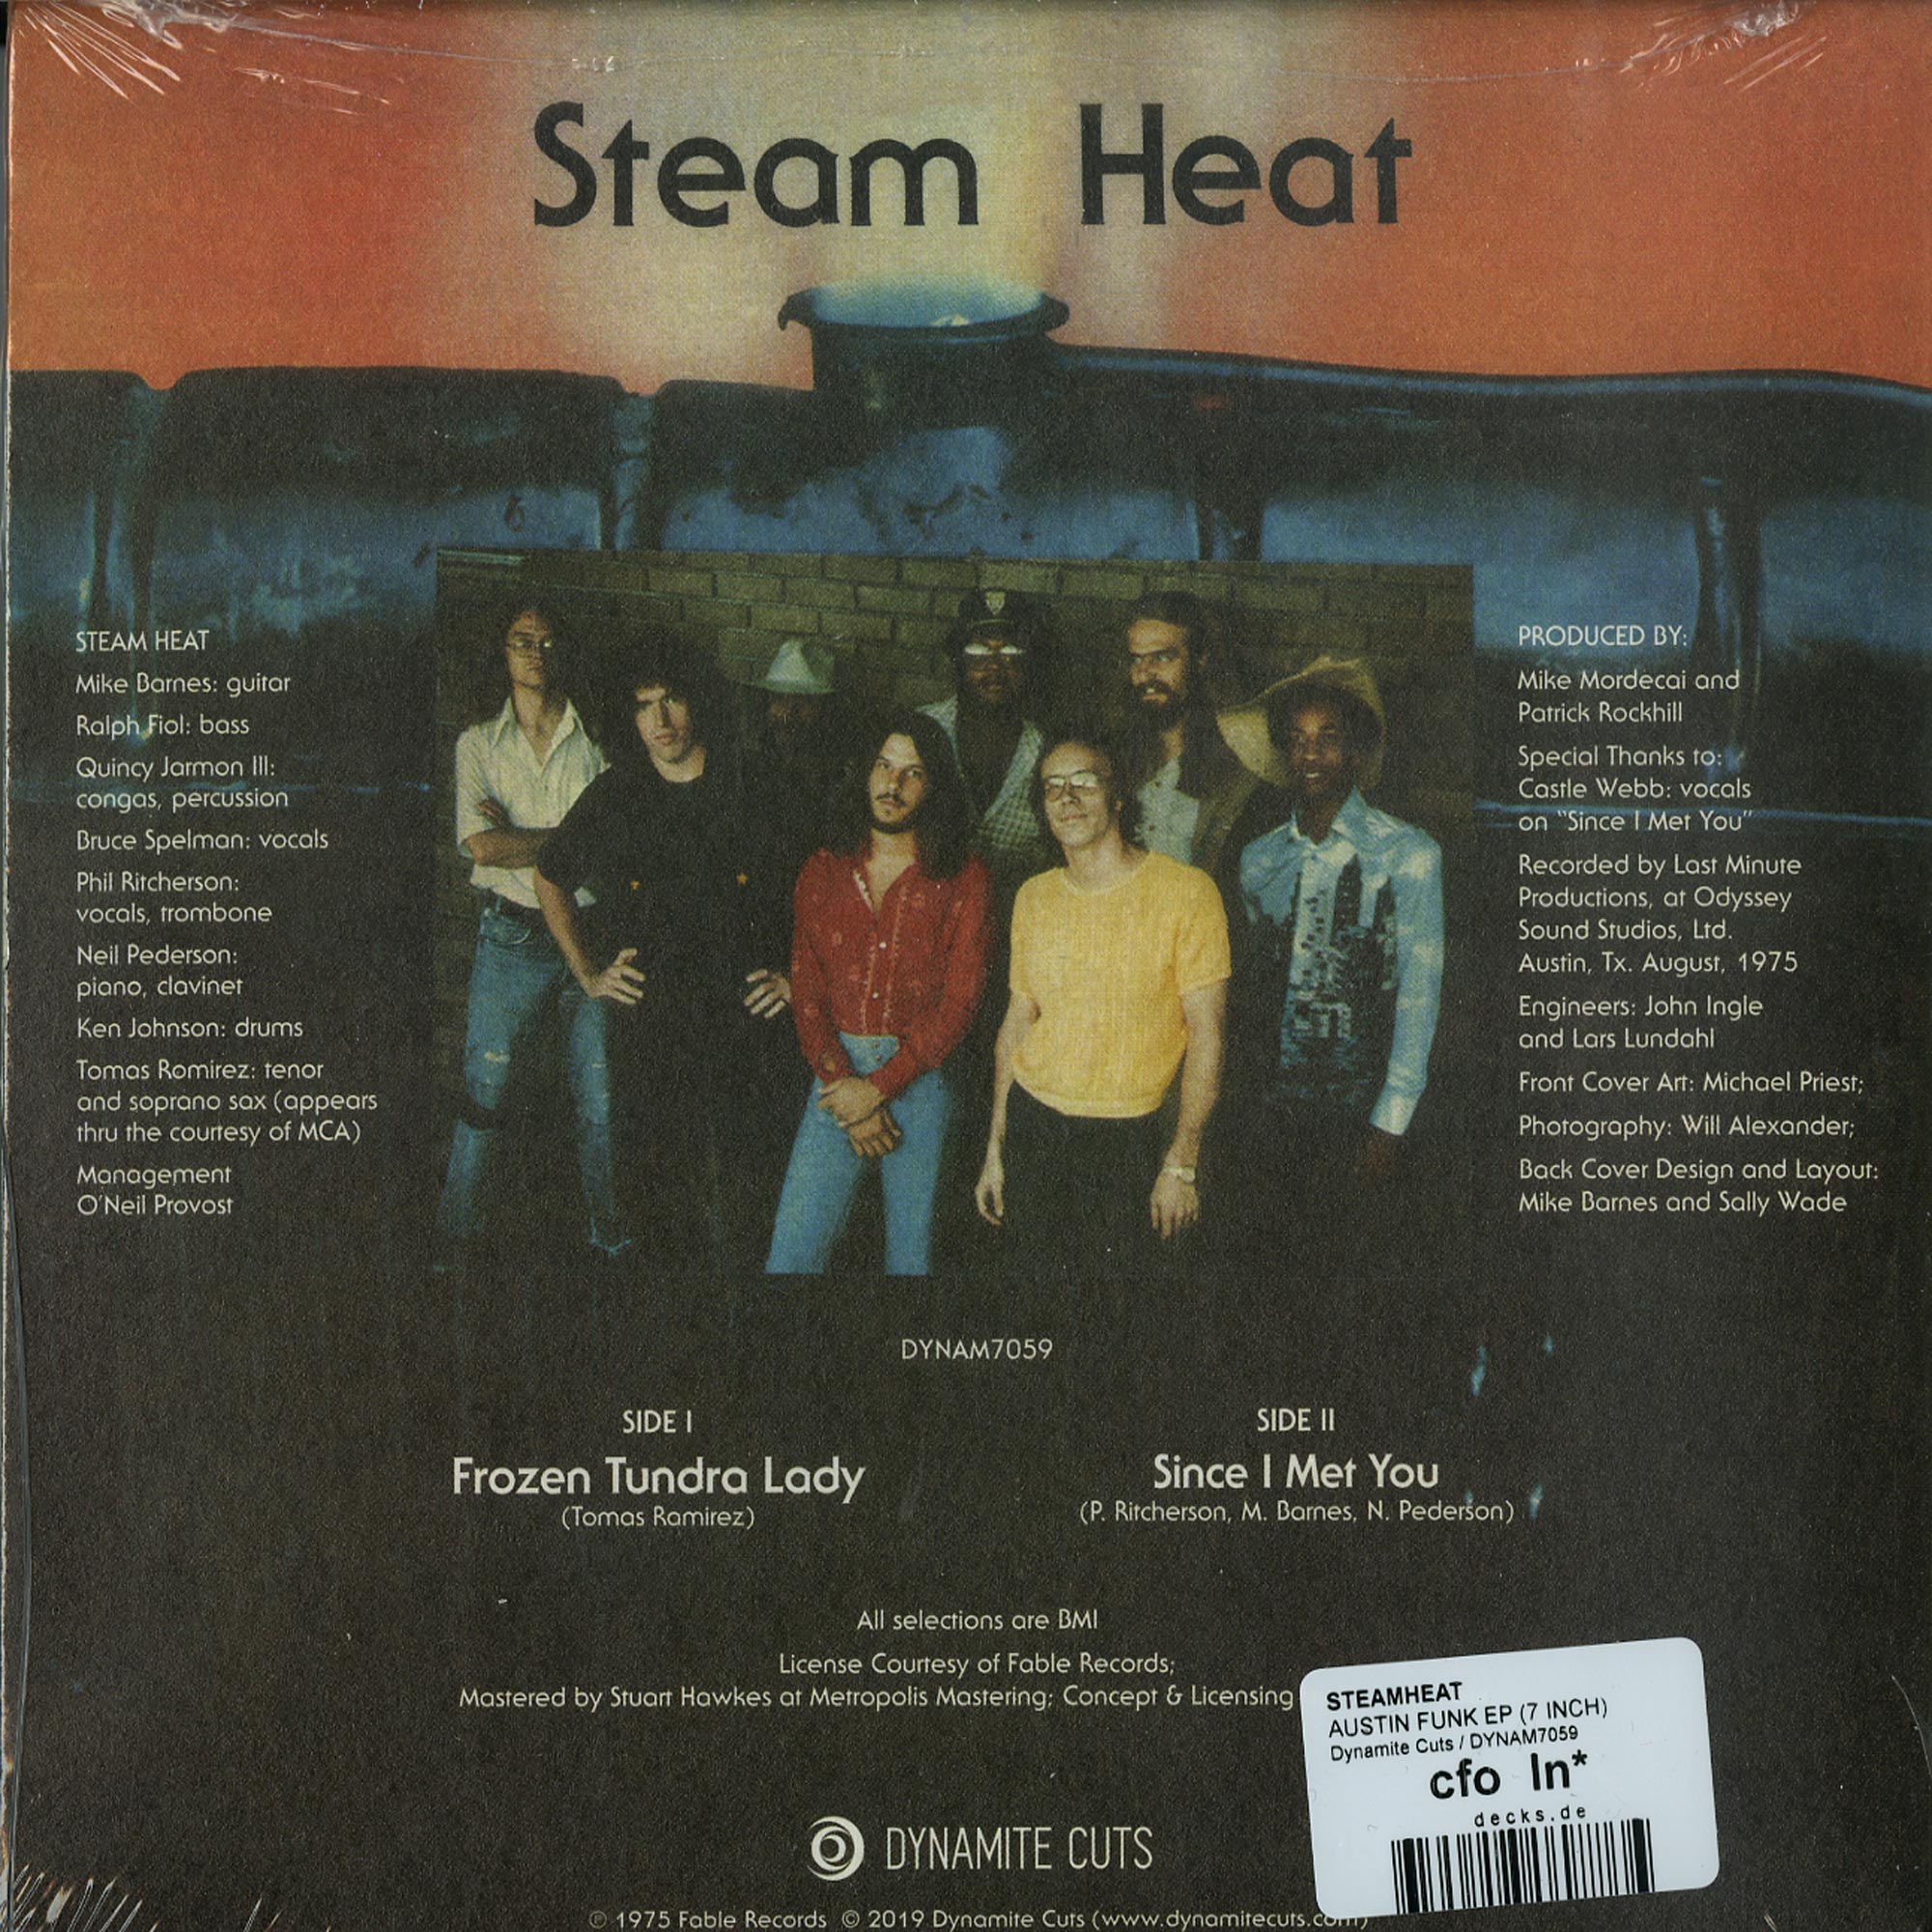 Steam Heat
STEAM HEAT
Mike Barnes: guitar
Ralph Fiol: bass
Quincy Jarmon III:
congas, percussion
Bruce Spelman: vocals
Phil Ritcherson:
vocals, trombone
Neil Pederson:
piano, clavinet
Ken Johnson: drums
Tomas Romirez: tenor
and soprano sax (appears
thru the courtesy of MCA)
Management
O'Neil Provost
PRODUCED BY:
Mike Mordecai and
Patrick Rockhill
Special Thanks to:
Castle Webb: vocals
on "Since I Met You"
Recorded by Last Minute
Productions, at Odyssey
Sound Studios, Ltd.
Austin, Tx. August, 1975
Engineers: John Ingle
and Lars Lundahl
Front Cover Art: Michael Priest;
Photography: Will Alexander;
Back Cover Design and Layout:
Mike Barnes and Sally Wade
DYNAM7059
SIDE I
Frozen Tundra Lady
(Tomas Ramirez)
SIDE II
Since I Met You
(P. Ritcherson, M. Barnes, N. Pederson)
All selections are BMI
License Courtesy of Fable Records;
Mastered by Stuart Hawkes at Metropolis Mastering; Concept & Licensing
DYNAMITE CUTS
℗ 1975 Fable Records © 2019 Dynamite Cuts (www.dynamitecuts.com)
STEAMHEAT
AUSTIN FUNK EP (7 INCH)
Dynamite Cuts / DYNAM7059
cfo ln*
decks.de